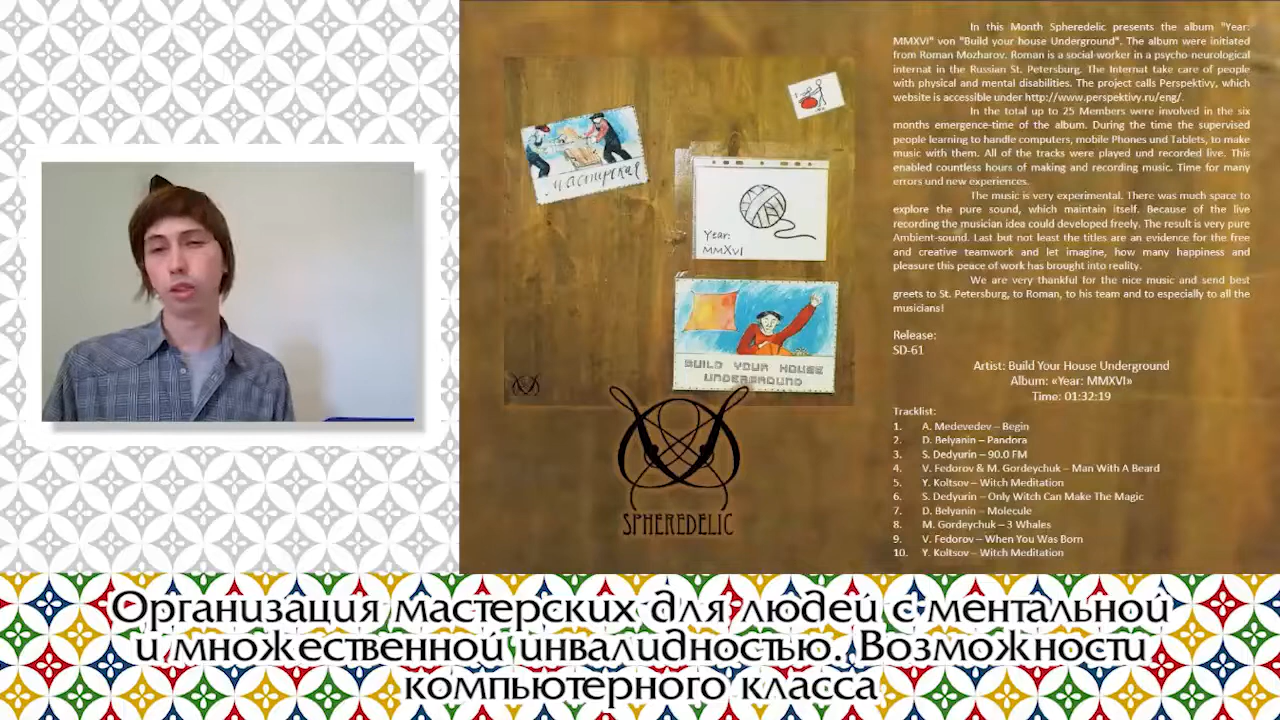 In this Month Spheredelic presents the album "Year:
MMXVI" von "Build your house Underground". The album were initiated
from Roman Mozharov. Roman is a social-worker in a psycho-neurological
internat in the Russian St. Petersburg. The Internat take care of people
with physical and mental disabilities. The project calls Perspektivy, which
website is accessible under http://www.perspektivy.ru/eng/.
In the total up to 25 Members were involved in the six
months emergence-time of the album. During the time the supervised
people learning to handle computers, mobile Phones und Tablets, to make
music with them. All of the tracks were played und recorded live. This
enabled countless hours of making and recording music. Time for many
errors und new experiences.
The music is very experimental. There was much space to
explore the pure sound, which maintain itself. Because of the live
recording the musician idea could developed freely. The result is very pure
Ambient-sound. Last but not least the titles are an evidence for the free
and creative teamwork and let imagine, how many happiness and
pleasure this peace of work has brought into reality.
We are very thankful for the nice music and send best
greets to St. Petersburg, to Roman, to his team and to especially to all the
musicians!
Release:
SD-61
Artist: Build Your House Underground
Album: «Year: MMXVI»
Time: 01:32:19
Tracklist:
1. A. Medevedev – Begin
2. D. Belyanin – Pandora
3. S. Dedyurin – 90.0 FM
4. V. Fedorov & M. Gordeychuk – Man With A Beard
5. Y. Koltsov – Witch Meditation
6. S. Dedyurin – Only Witch Can Make The Magic
7. D. Belyanin – Molecule
8. M. Gordeychuk – 3 Whales
9. V. Fedorov – When You Was Born
10. Y. Koltsov – Witch Meditation
мастерская
Year:
MMXVI
BUILD YOUR HOUSE
UNDERGROUND
SPHEREDELIC
Организация мастерских для людей с ментальной
и множественной инвалидностью. Возможности
компьютерного класса